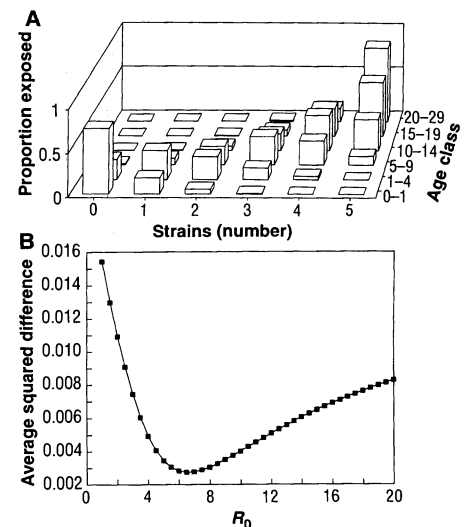 A
Proportion exposed
1
0.5
0
0 1 2 3 4 5
Strains (number)
20–29
15–19
10–14
5–9
1–4
0–1
Age class
B
Average squared difference
0.016
0.014
0.012
0.010
0.008
0.006
0.004
0.002
0 4 8 12 16 20
R0